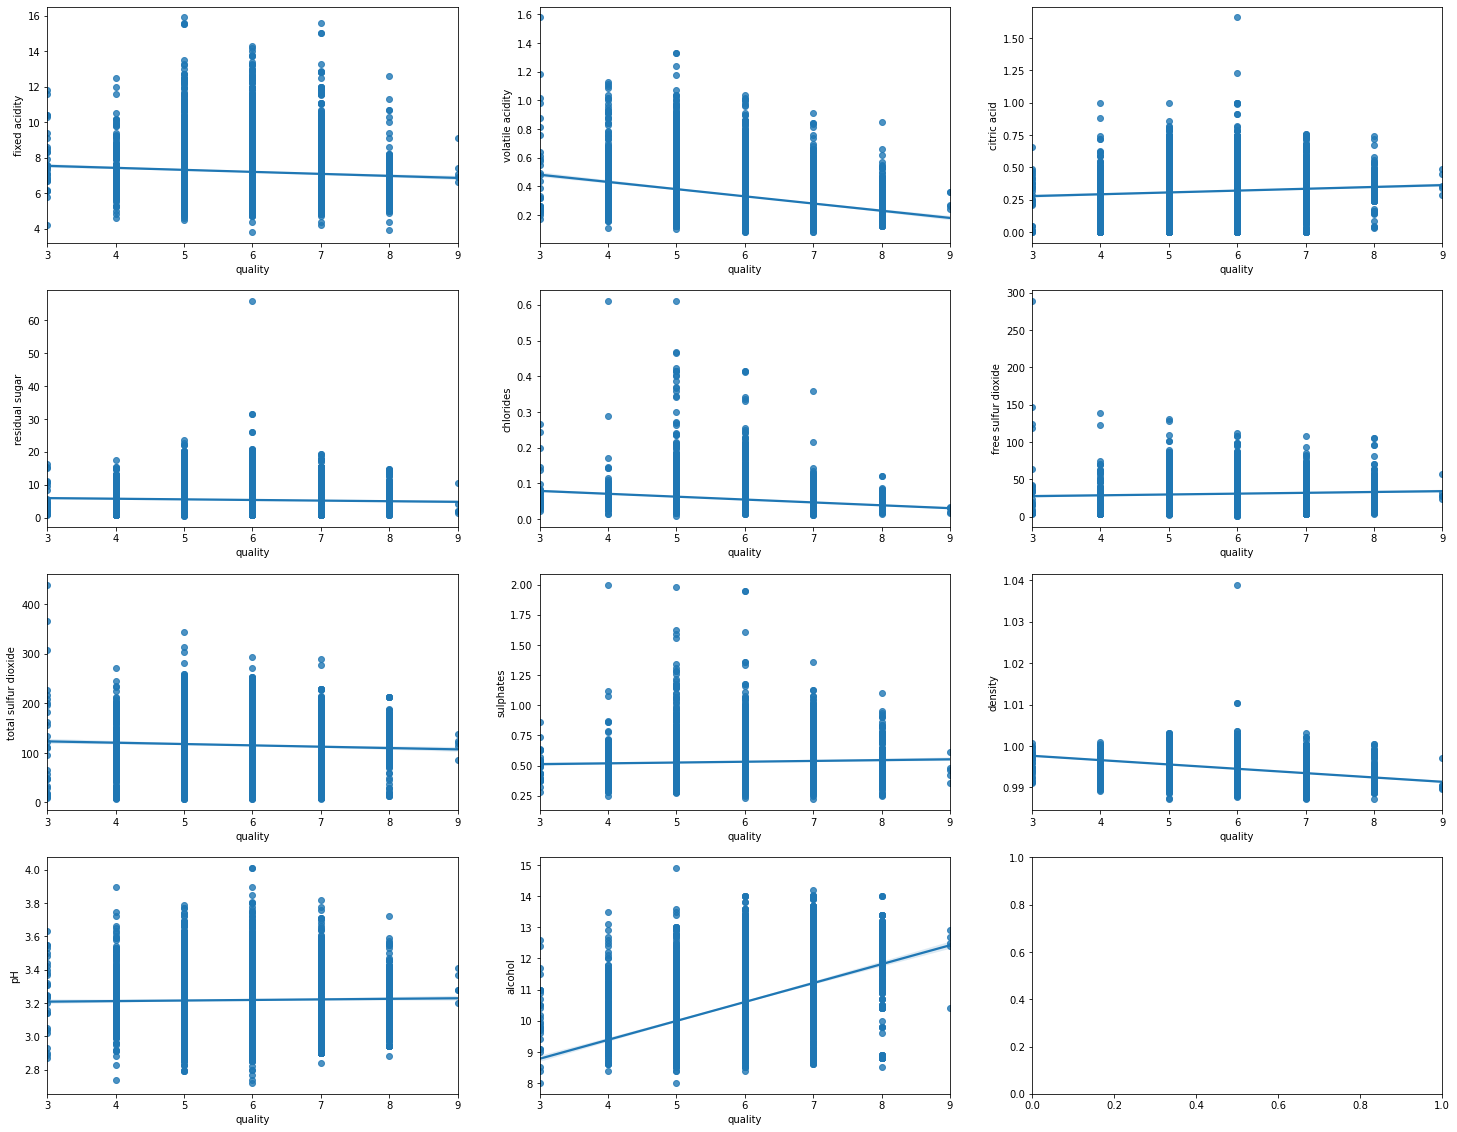 fixed acidity
16
14
12
10
8
6
4
3 4 5 6 7 8 9
quality
volatile acidity
1.6
1.4
1.2
1.0
0.8
0.6
0.4
0.2
3 4 5 6 7 8 9
quality
citric acid
1.50
1.25
1.00
0.75
0.50
0.25
0.00
3 4 5 6 7 8 9
quality
residual sugar
60
50
40
30
20
10
0
3 4 5 6 7 8 9
quality
chlorides
0.6
0.5
0.4
0.3
0.2
0.1
0.0
3 4 5 6 7 8 9
quality
free sulfur dioxide
300
250
200
150
100
50
0
3 4 5 6 7 8 9
quality
total sulfur dioxide
400
300
200
100
0
3 4 5 6 7 8 9
quality
sulphates
2.00
1.75
1.50
1.25
1.00
0.75
0.50
0.25
3 4 5 6 7 8 9
quality
density
1.04
1.03
1.02
1.01
1.00
0.99
3 4 5 6 7 8 9
quality
pH
4.0
3.8
3.6
3.4
3.2
3.0
2.8
3 4 5 6 7 8 9
quality
alcohol
15
14
13
12
11
10
9
8
3 4 5 6 7 8 9
quality
1.0
0.8
0.6
0.4
0.2
0.0
0.0 0.2 0.4 0.6 0.8 1.0